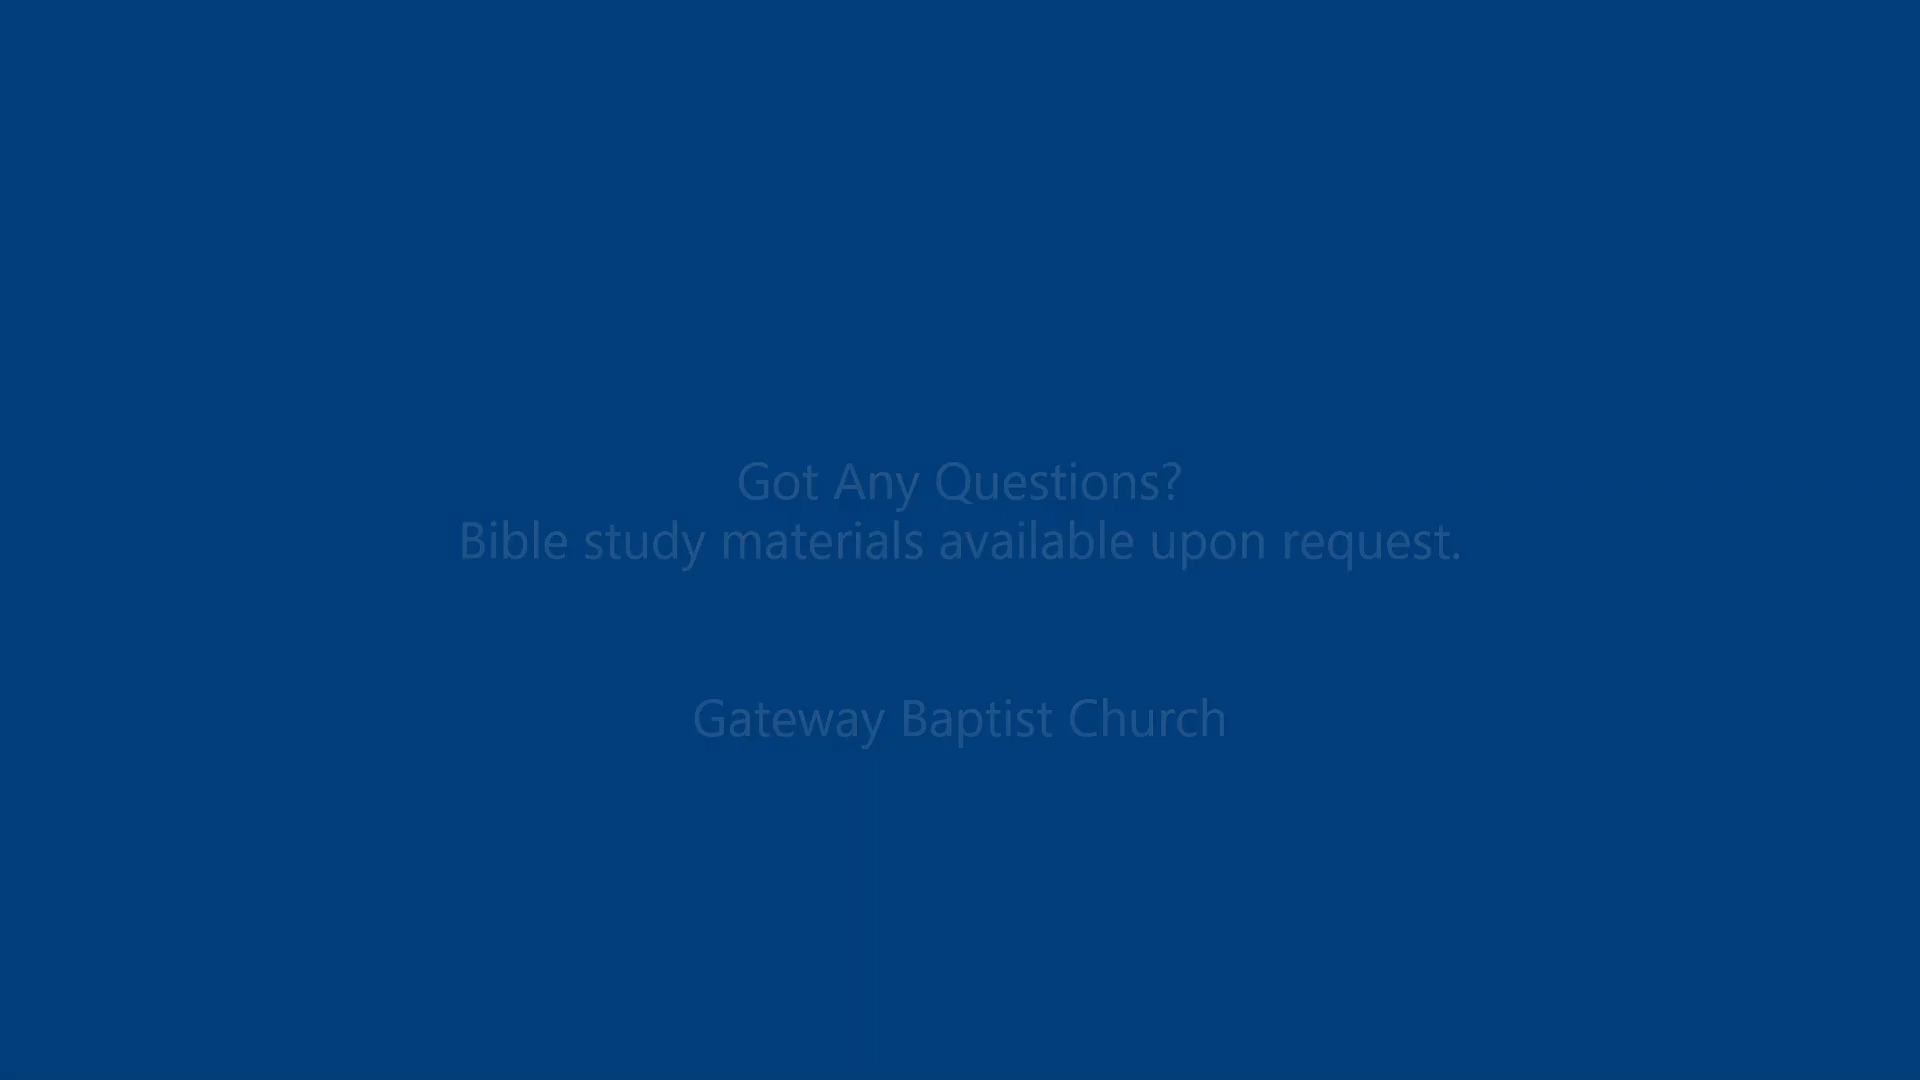 Got Any Questions?
Bible study materials available upon request.
Gateway Baptist Church